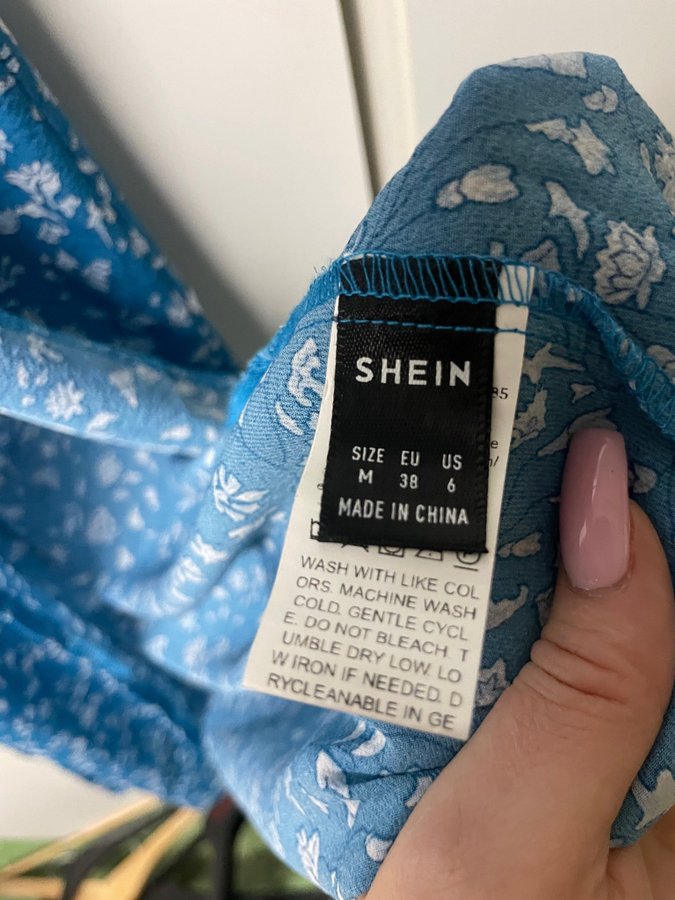 SHEIN
SIZE EU US
M 38 6
MADE IN CHINA
WASH WITH LIKE COL
ORS. MACHINE WASH
COLD. GENTLE CYCL
E. DO NOT BLEACH. T
UMBLE DRY LOW. LO
W IRON IF NEEDED. D
RYCLEANABLE IN GE